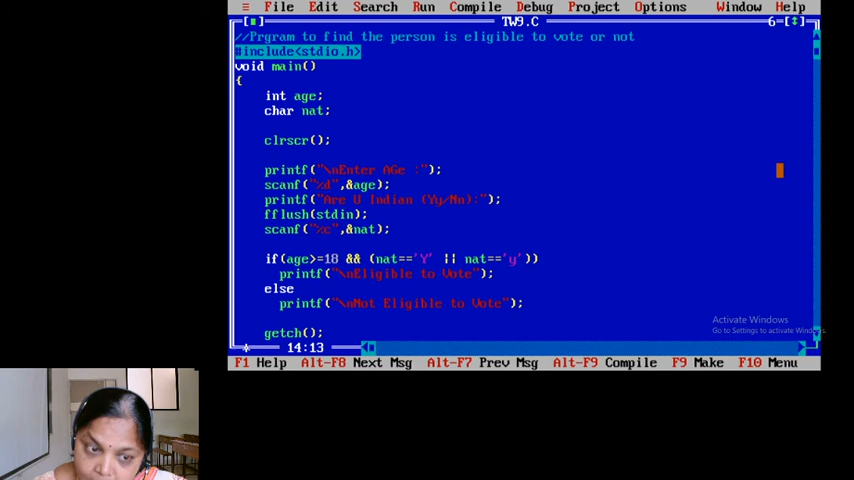 ≡ File Edit Search Run Compile Debug Project Options Window Help
TW9.C 6
//Prgram to find the person is eligible to vote or not
#include<stdio.h>
void main()
{
int age;
char nat;
clrscr();
printf("\nEnter AGe :");
scanf("%d",&age);
printf("Are U Indian (Yy/Nn):");
fflush(stdin);
scanf("%c",&nat);
if(age>=18 && (nat=='Y' || nat=='y'))
printf("\nEligible to Vote");
else
printf("\nNot Eligible to Vote");
getch();
Activate Windows
Go to Settings to activate Windows.
14:13
F1 Help Alt-F8 Next Msg Alt-F7 Prev Msg Alt-F9 Compile F9 Make F10 Menu